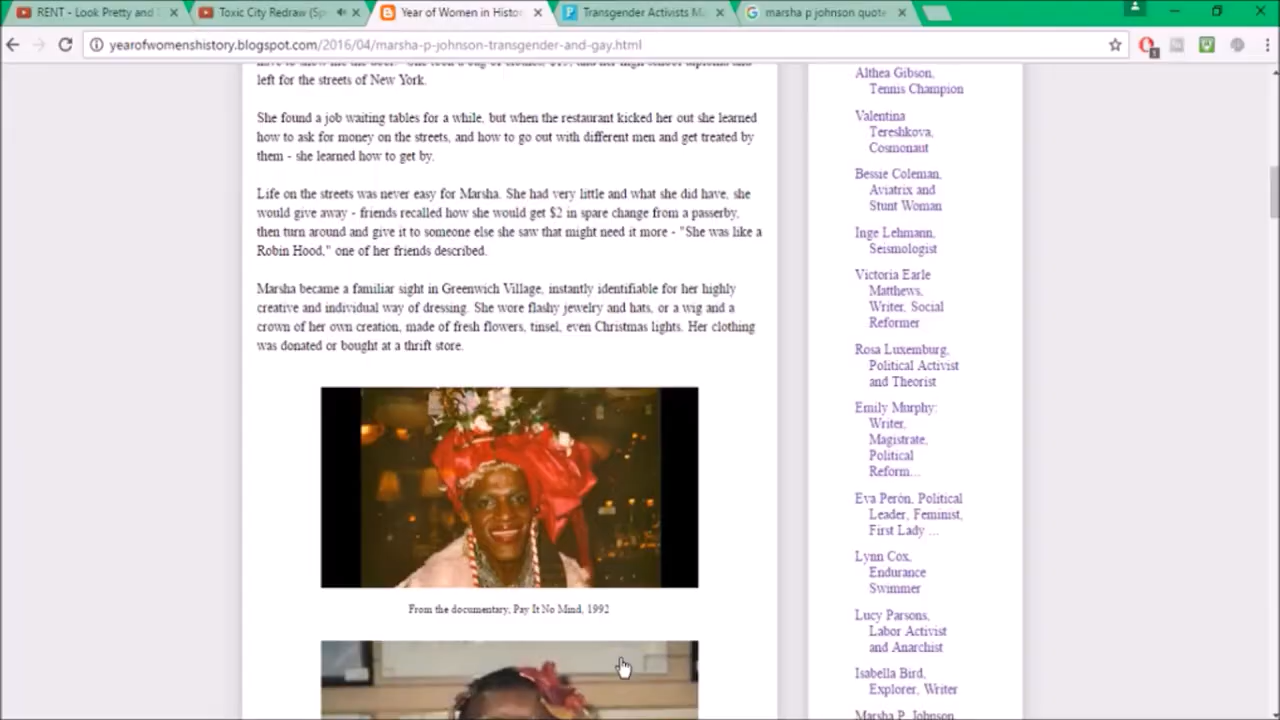 RENT - Look Pretty and
Toxic City Redraw (Sp
Year of Women in Histo
Transgender Activists Ma
marsha p johnson quote
yearofwomenshistory.blogspot.com/2016/04/marsha-p-johnson-transgender-and-gay.html
left for the streets of New York.
She found a job waiting tables for a while, but when the restaurant kicked her out she learned
how to ask for money on the streets, and how to go out with different men and get treated by
them - she learned how to get by.
Life on the streets was never easy for Marsha. She had very little and what she did have, she
would give away - friends recalled how she would get $2 in spare change from a passerby,
then turn around and give it to someone else she saw that might need it more - "She was like a
Robin Hood," one of her friends described.
Marsha became a familiar sight in Greenwich Village, instantly identifiable for her highly
creative and individual way of dressing. She wore flashy jewelry and hats, or a wig and a
crown of her own creation, made of fresh flowers, tinsel, even Christmas lights. Her clothing
was donated or bought at a thrift store.
From the documentary, Pay It No Mind, 1992
Althea Gibson,
Tennis Champion
Valentina
Tereshkova,
Cosmonaut
Bessie Coleman,
Aviatrix and
Stunt Woman
Inge Lehmann,
Seismologist
Victoria Earle
Matthews,
Writer, Social
Reformer
Rosa Luxemburg,
Political Activist
and Theorist
Emily Murphy:
Writer,
Magistrate,
Political
Reform...
Eva Perón, Political
Leader, Feminist,
First Lady ...
Lynn Cox,
Endurance
Swimmer
Lucy Parsons,
Labor Activist
and Anarchist
Isabella Bird,
Explorer, Writer
Marsha P. Johnson